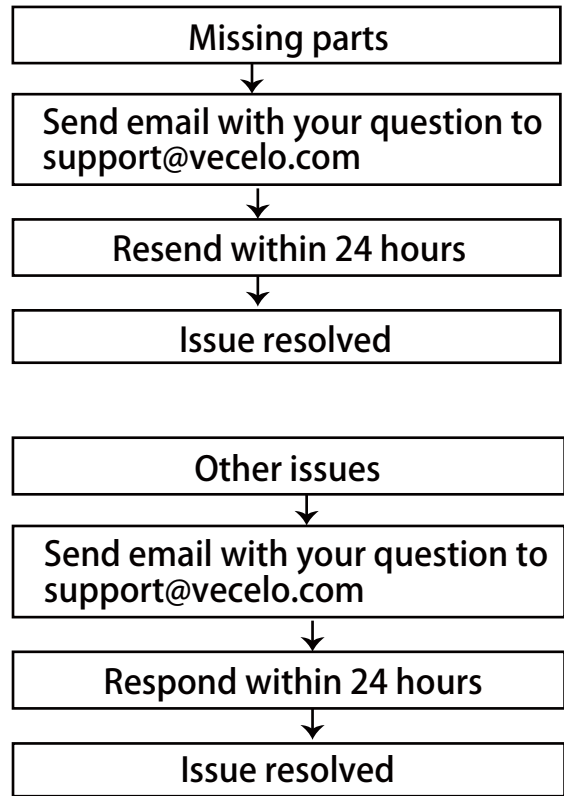 Missing parts
Send email with your question to
support@vecelo.com
Resend within 24 hours
Issue resolved
Other issues
Send email with your question to
support@vecelo.com
Respond within 24 hours
Issue resolved